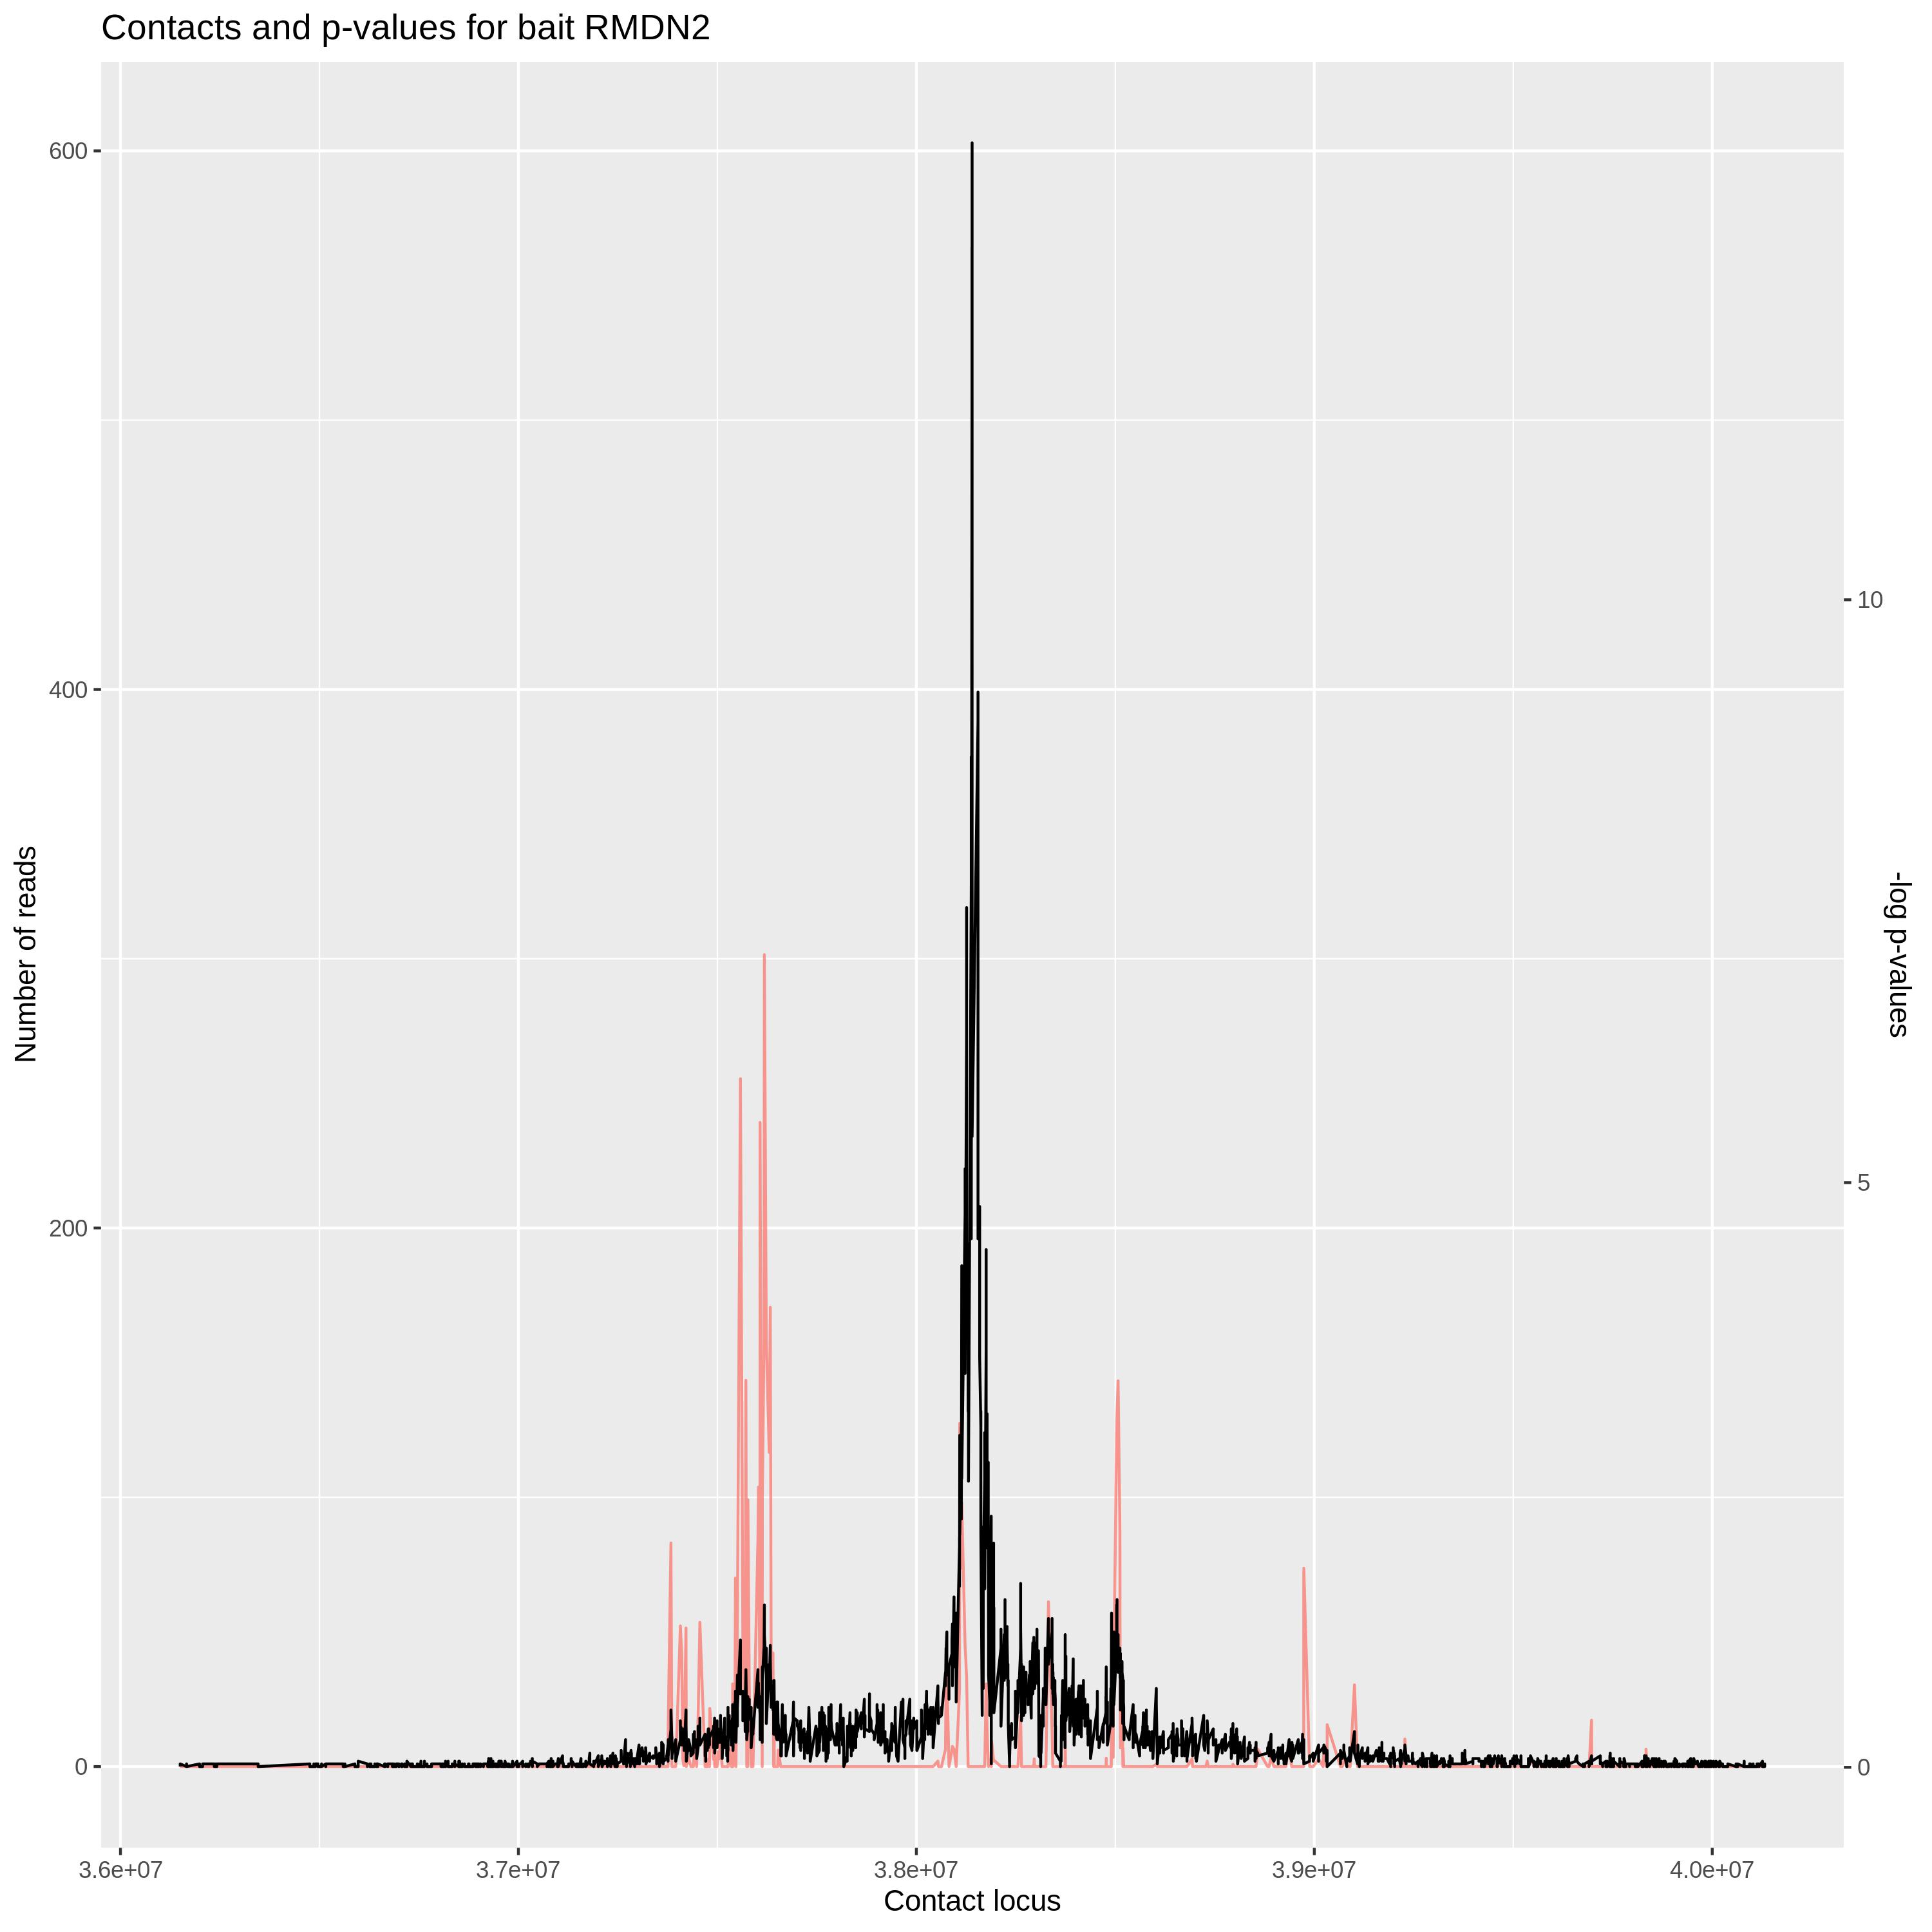 Contacts and p-values for bait RMDN2
600
400
200
0
Number of reads
10
5
0
-log p-values
3.6e+07
3.7e+07
3.8e+07
3.9e+07
4.0e+07
Contact locus